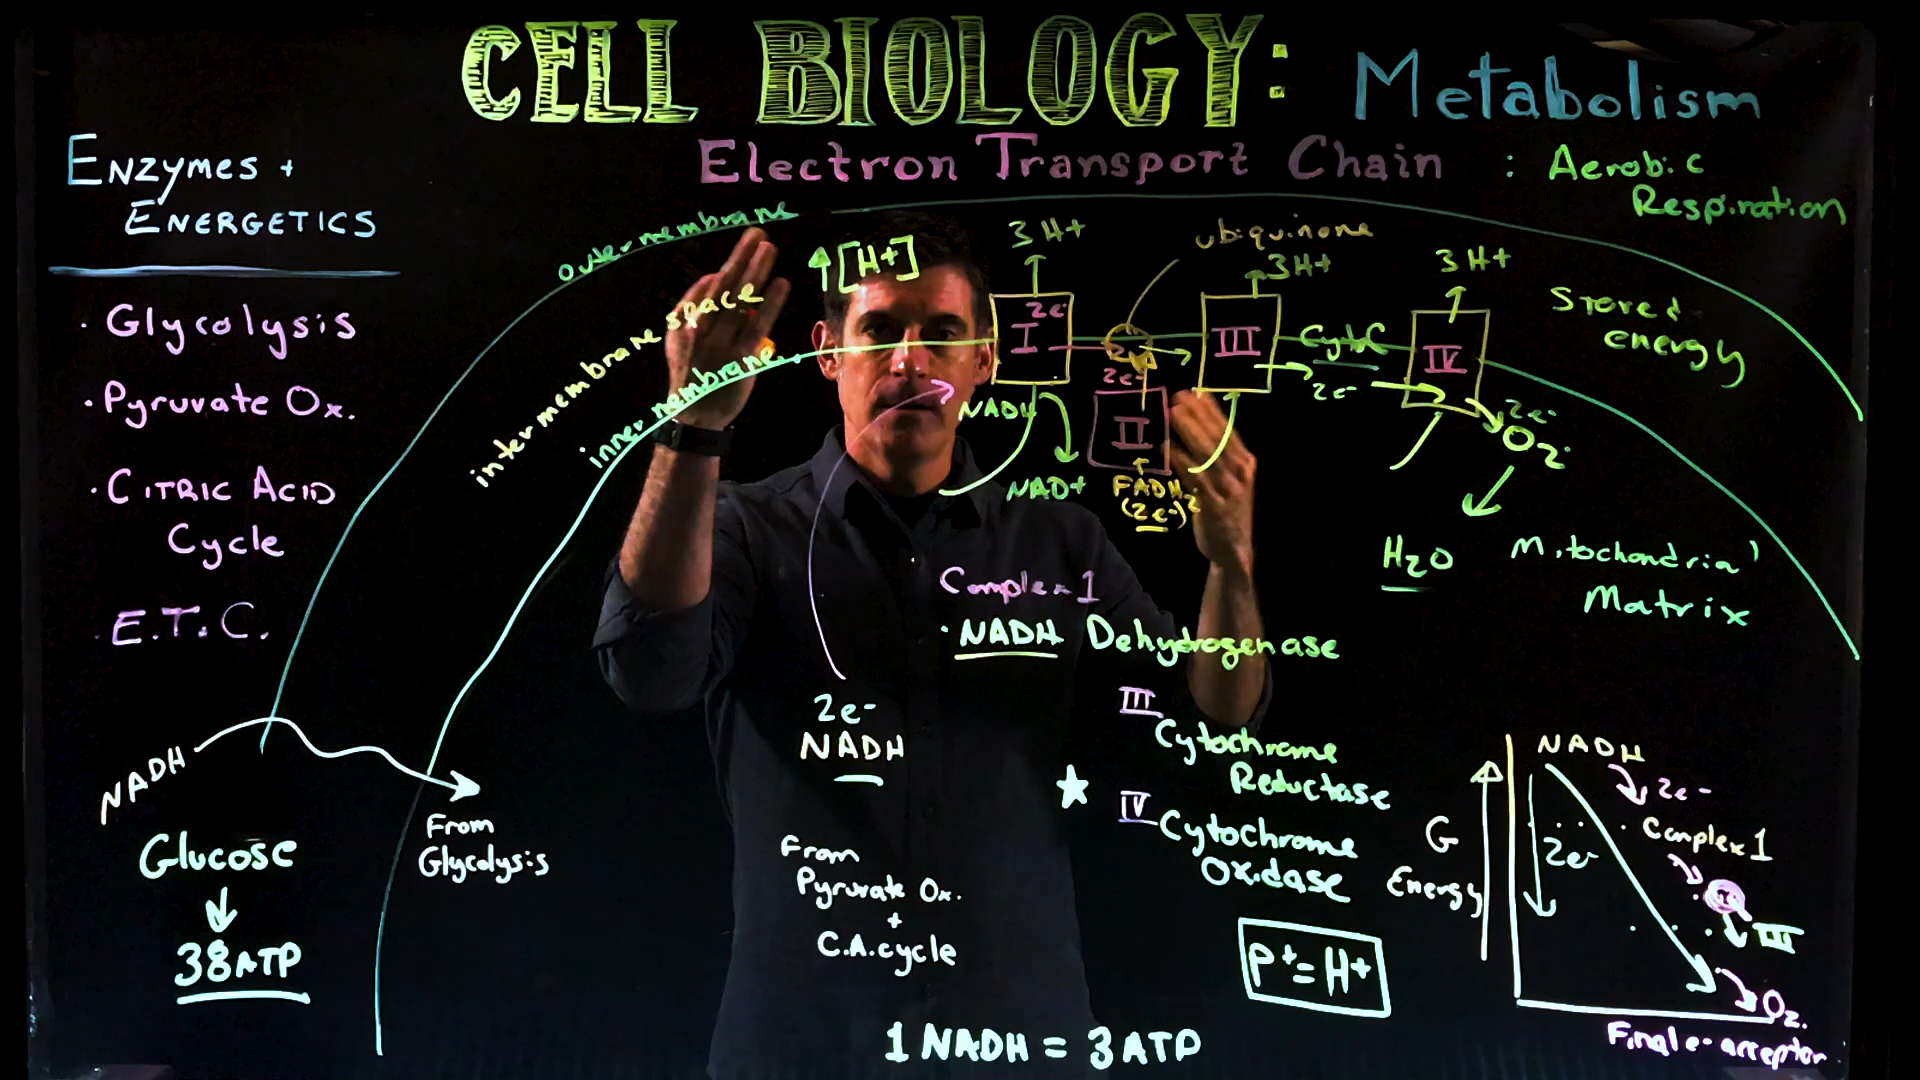 CELL BIOLOGY: Metabolism
Electron Transport Chain : Aerobic
Respiration
Enzymes +
ENERGETICS
· Glycolysis
· Pyruvate Ox.
· CITRIC ACID
Cycle
· E.T.C.
outer membrane
intermembrane space
inner membrane
↑[H+]
3H+
ubiquinone
3H+
3H+
Stored
energy
2e-
I
2e-
III
CytoC
2e-
IV
2e-
O2
H2O
NADH
NAD+
II
FADH2
(2e-)
Mitochondrial
Matrix
Complex 1
· NADH Dehydrogenase
III
Cytochrome
Reductase
★ IV
Cytochrome
Oxidase
2e-
NADH
From
Pyruvate Ox.
+
C.A.cycle
NADH
From
Glycolysis
Glucose
↓
38ATP
P+=H+
1 NADH = 3 ATP
G
Energy
NADH
2e-
Complex 1
2e-
III
O2.
Final e- acceptor